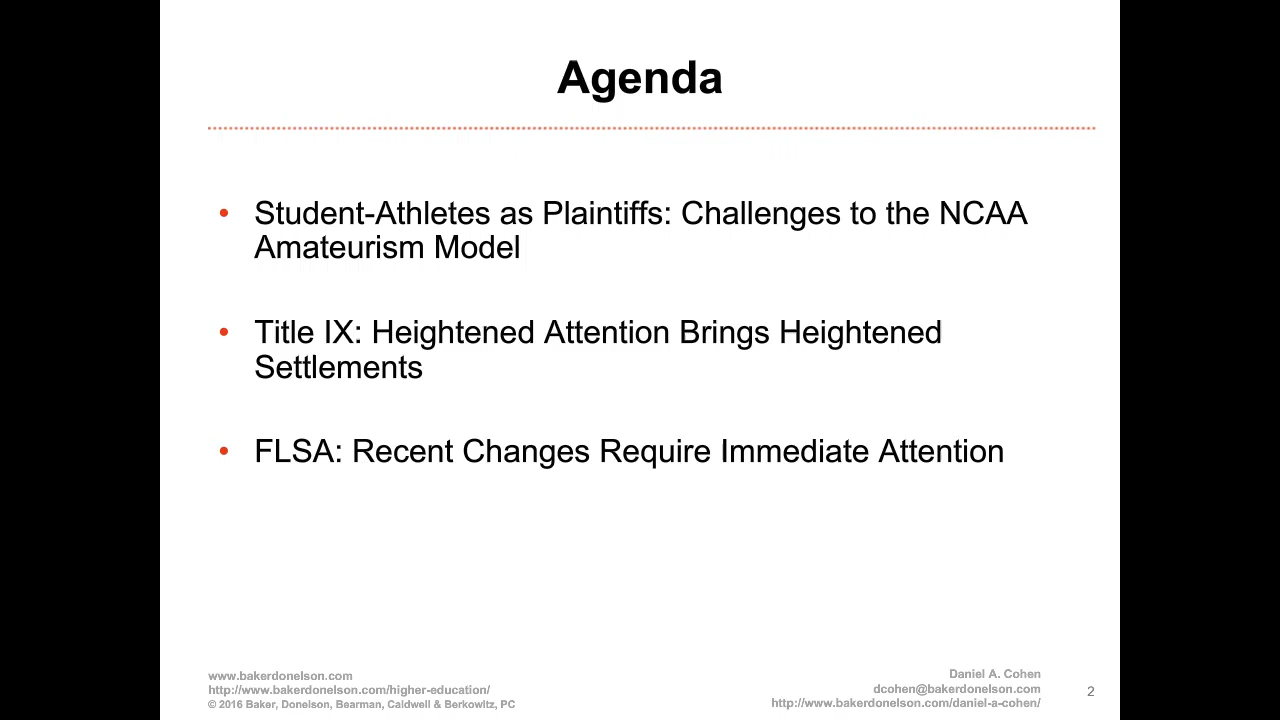 Agenda
• Student-Athletes as Plaintiffs: Challenges to the NCAA
Amateurism Model
• Title IX: Heightened Attention Brings Heightened
Settlements
• FLSA: Recent Changes Require Immediate Attention
www.bakerdonelson.com
http://www.bakerdonelson.com/higher-education/
© 2016 Baker, Donelson, Bearman, Caldwell & Berkowitz, PC
Daniel A. Cohen
dcohen@bakerdonelson.com
http://www.bakerdonelson.com/daniel-a-cohen/
2